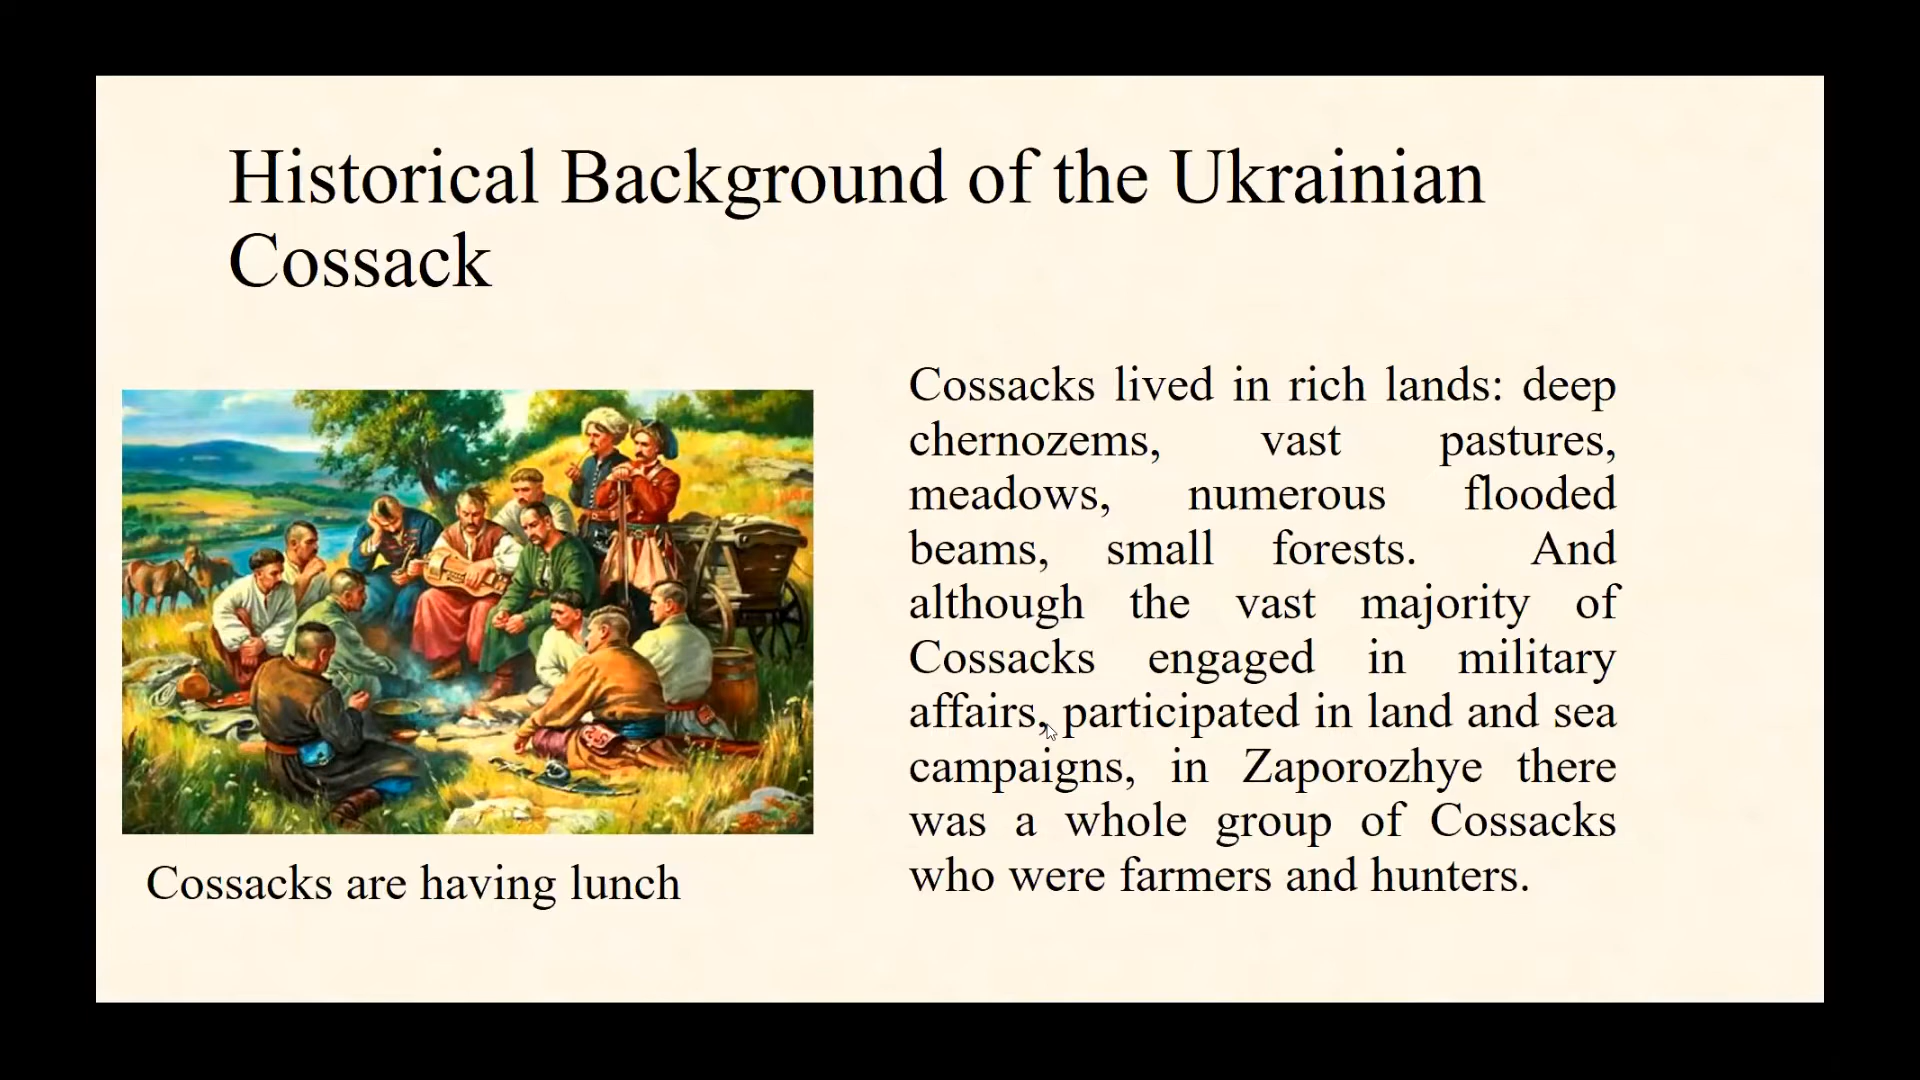 Historical Background of the Ukrainian
Cossack
Cossacks lived in rich lands: deep
chernozems, vast pastures,
meadows, numerous flooded
beams, small forests. And
although the vast majority of
Cossacks engaged in military
affairs, participated in land and sea
campaigns, in Zaporozhye there
was a whole group of Cossacks
who were farmers and hunters.
Cossacks are having lunch